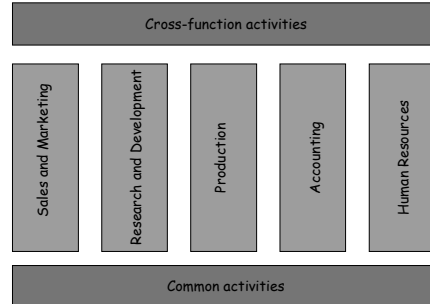 Cross-function activities
Sales and Marketing
Research and Development
Production
Accounting
Human Resources
Common activities